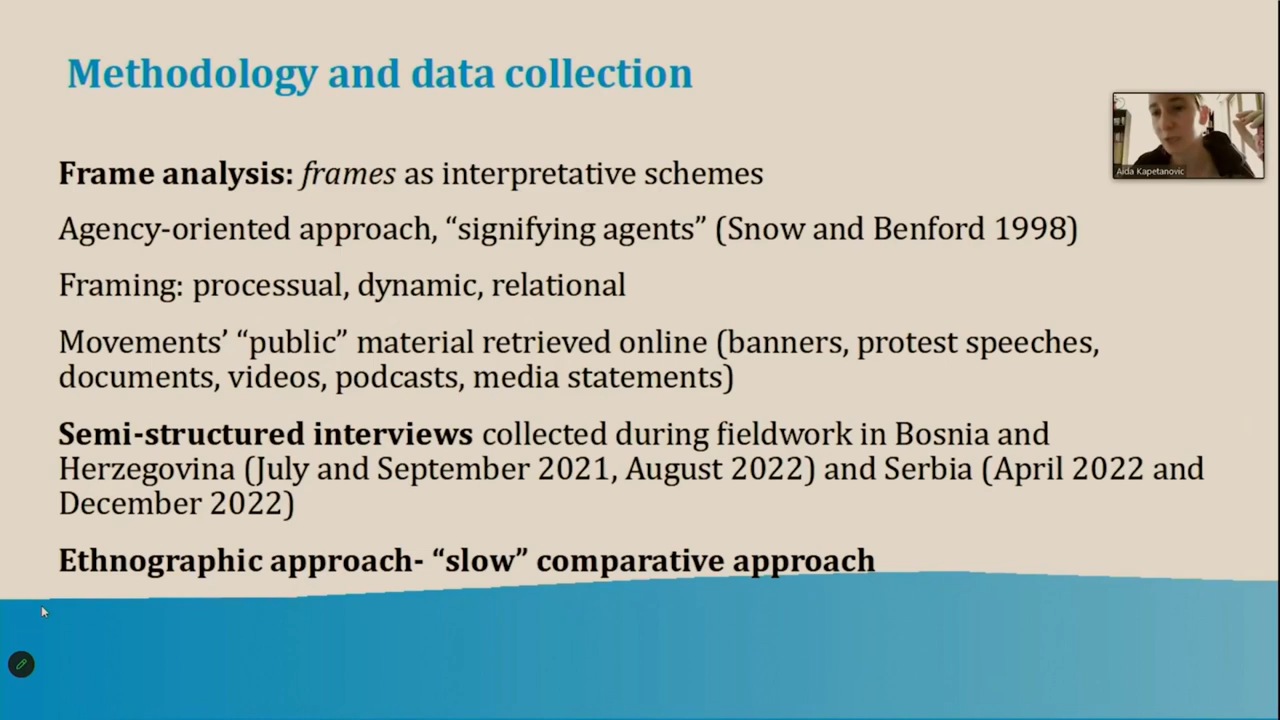 Methodology and data collection
Aida Kapetanovic
Frame analysis: frames as interpretative schemes
Agency-oriented approach, “signifying agents” (Snow and Benford 1998)
Framing: processual, dynamic, relational
Movements’ “public” material retrieved online (banners, protest speeches,
documents, videos, podcasts, media statements)
Semi-structured interviews collected during fieldwork in Bosnia and
Herzegovina (July and September 2021, August 2022) and Serbia (April 2022 and
December 2022)
Ethnographic approach- “slow” comparative approach